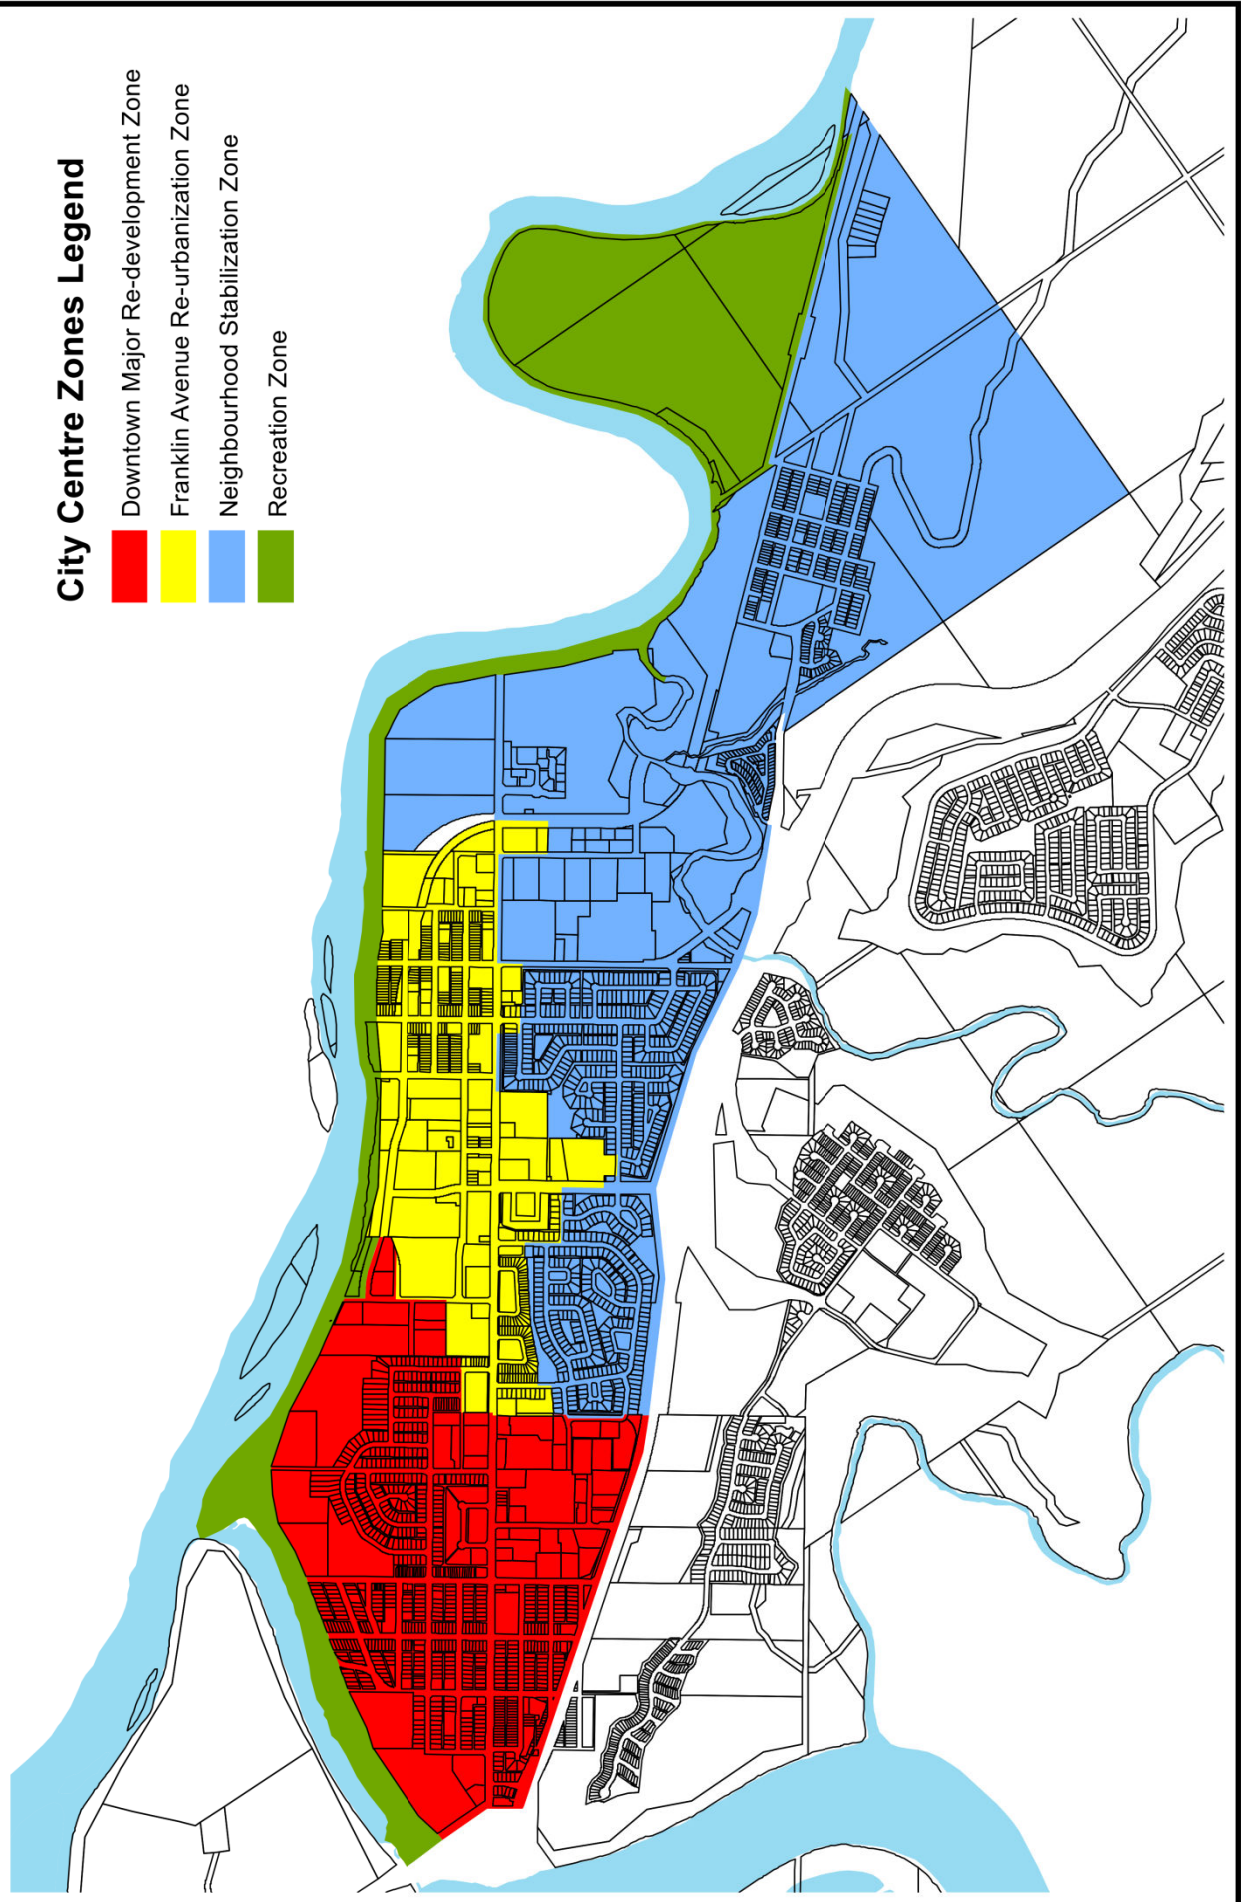 City Centre Zones Legend
Downtown Major Re-development Zone
Franklin Avenue Re-urbanization Zone
Neighbourhood Stabilization Zone
Recreation Zone